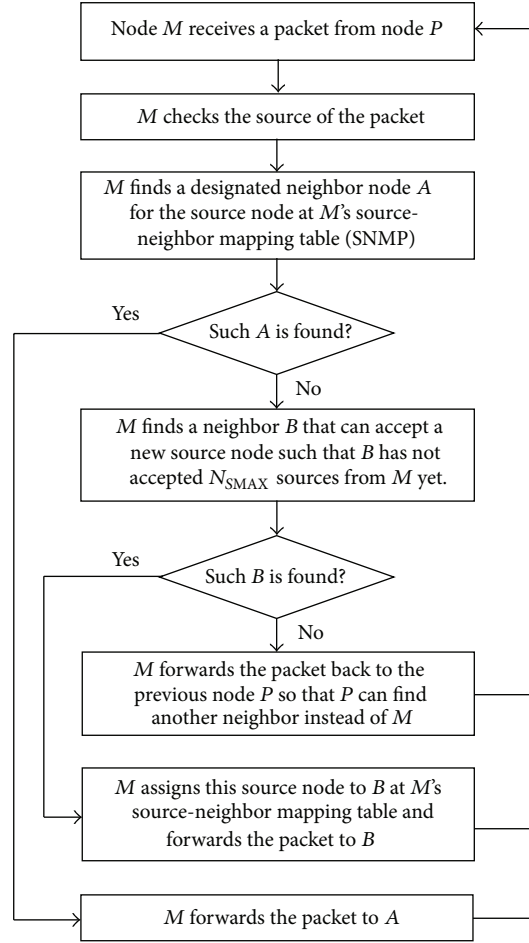 Node M receives a packet from node P
M checks the source of the packet
M finds a designated neighbor node A
for the source node at M's source-
neighbor mapping table (SNMP)
Yes
Such A is found?
No
M finds a neighbor B that can accept a
new source node such that B has not
accepted N_SMAX sources from M yet.
Yes
Such B is found?
No
M forwards the packet back to the
previous node P so that P can find
another neighbor instead of M
M assigns this source node to B at M's
source-neighbor mapping table and
forwards the packet to B
M forwards the packet to A